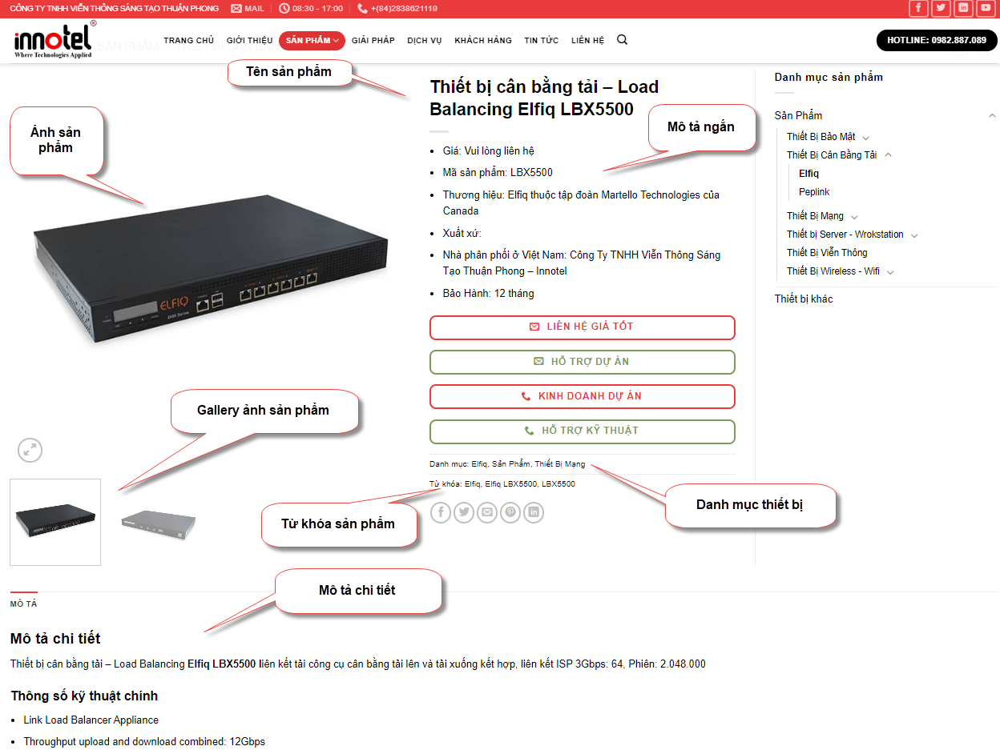 CÔNG TY TNHH VIỄN THÔNG SÁNG TẠO THUẬN PHONG
MAIL
08:30 - 17:00
+(84)2838621119
innotel®
Where Technologies Applied
TRANG CHỦ
GIỚI THIỆU
SẢN PHẨM
GIẢI PHÁP
DỊCH VỤ
KHÁCH HÀNG
TIN TỨC
LIÊN HỆ
HOTLINE: 0982.887.089
Tên sản phẩm
Ảnh sản
phẩm
ELFIQ
Gallery ảnh sản phẩm
Thiết bị cân bằng tải – Load
Balancing Elfiq LBX5500
Mô tả ngắn
Giá: Vui lòng liên hệ
Mã sản phẩm: LBX5500
Thương hiệu: Elfiq thuộc tập đoàn Martello Technologies của
Canada
Xuất xứ:
Nhà phân phối ở Việt Nam: Công Ty TNHH Viễn Thông Sáng
Tạo Thuận Phong – Innotel
Bảo Hành: 12 tháng
LIÊN HỆ GIÁ TỐT
HỖ TRỢ DỰ ÁN
KINH DOANH DỰ ÁN
HỖ TRỢ KỸ THUẬT
Danh mục: Elfiq, Sản Phẩm, Thiết Bị Mạng
Từ khóa: Elfiq, Elfiq LBX5500, LBX5500
Từ khóa sản phẩm
Danh mục thiết bị
Danh mục sản phẩm
Sản Phẩm
Thiết Bị Bảo Mật
Thiết Bị Cân Bằng Tải
Elfiq
Peplink
Thiết Bị Mạng
Thiết bị Server - Wrokstation
Thiết Bị Viễn Thông
Thiết Bị Wireless - Wifi
Thiết bị khác
Mô tả chi tiết
MÔ TẢ
Mô tả chi tiết
Thiết bị cân bằng tải – Load Balancing Elfiq LBX5500 liên kết tải công cụ cân bằng tải lên và tải xuống kết hợp, liên kết ISP 3Gbps: 64, Phiên: 2.048.000
Thông số kỹ thuật chính
Link Load Balancer Appliance
Throughput upload and download combined: 12Gbps